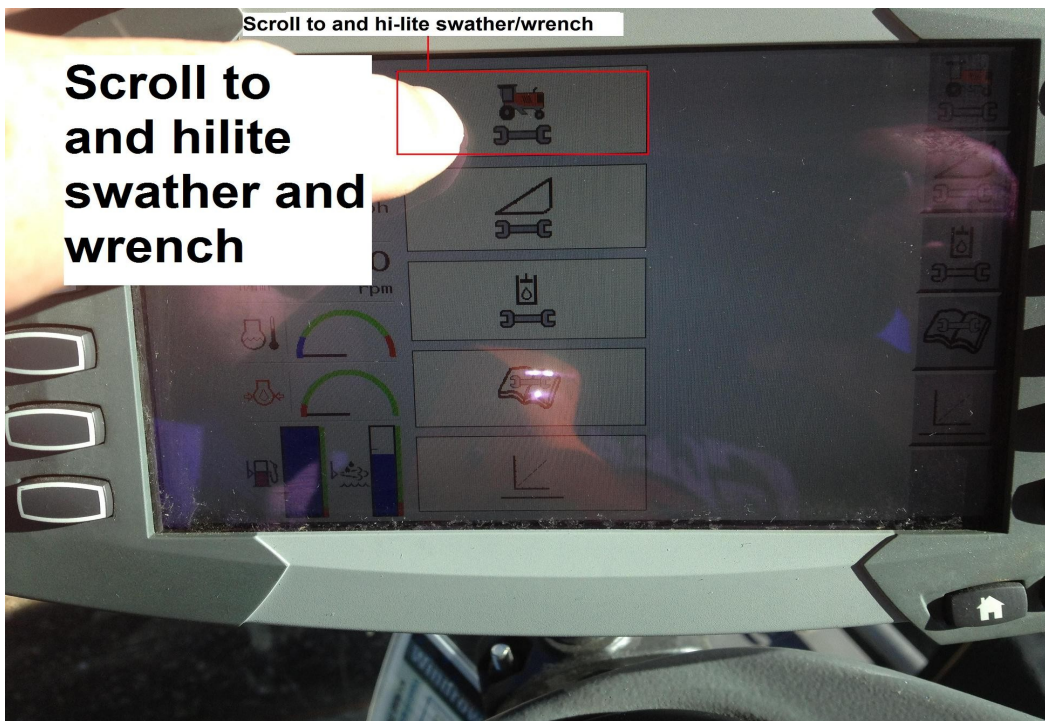 Scroll to and hi-lite swather/wrench
Scroll to
and hilite
swather and
wrench
rpm